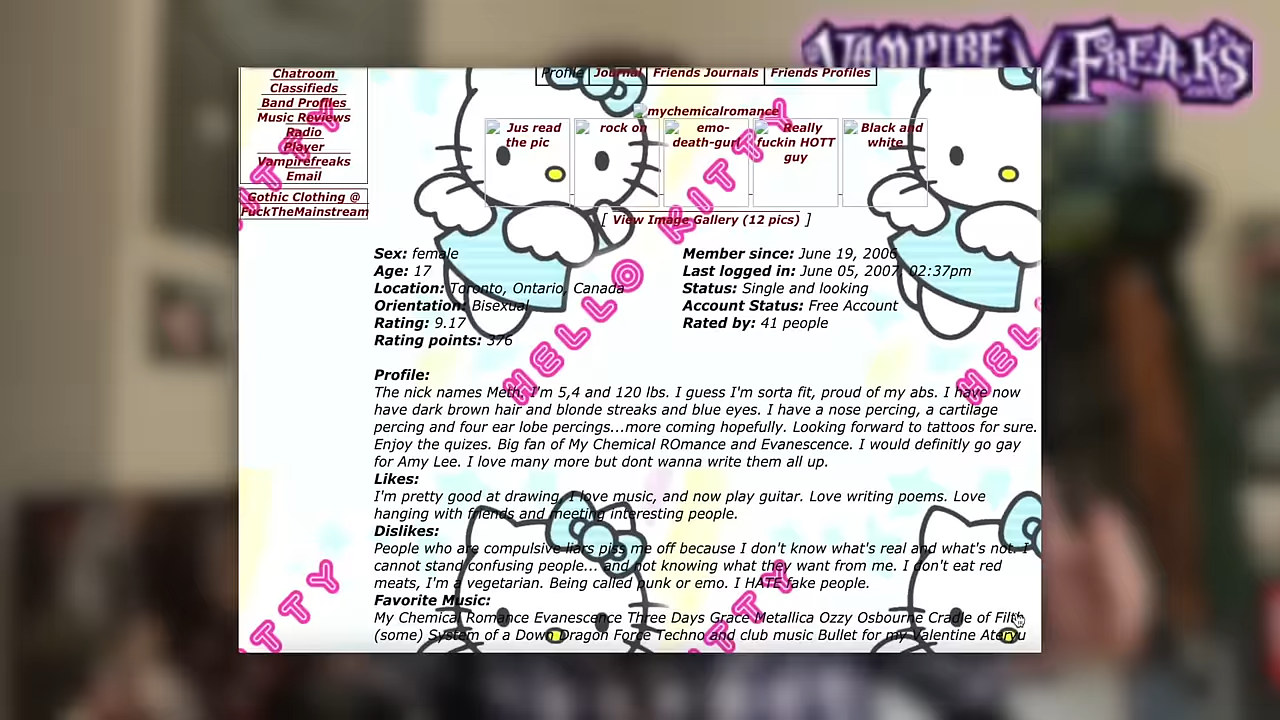 VAMPIRE FREAKS
.com
Chatroom
Classifieds
Band Profiles
Music Reviews
Radio
Player
Vampirefreaks
Email
Gothic Clothing @
FuckTheMainstream
Profile Journal Friends Journals Friends Profiles
mychemicalromance
Jus read the pic
rock on
emo-death-gurl
Really fuckin HOTT guy
Black and white
[ View Image Gallery (12 pics) ]
Sex: female
Age: 17
Location: Toronto, Ontario, Canada
Orientation: Bisexual
Rating: 9.17
Rating points: 376
Member since: June 19, 2006
Last logged in: June 05, 2007, 02:37pm
Status: Single and looking
Account Status: Free Account
Rated by: 41 people
Profile:
The nick names Meth, I'm 5,4 and 120 lbs. I guess I'm sorta fit, proud of my abs. I have now
have dark brown hair and blonde streaks and blue eyes. I have a nose percing, a cartilage
percing and four ear lobe percings...more coming hopefully. Looking forward to tattoos for sure.
Enjoy the quizes. Big fan of My Chemical ROmance and Evanescence. I would definitly go gay
for Amy Lee. I love many more but dont wanna write them all up.
Likes:
I'm pretty good at drawing, I love music, and now play guitar. Love writing poems. Love
hanging with friends and meeting interesting people.
Dislikes:
People who are compulsive liars piss me off because I don't know what's real and what's not. I
cannot stand confusing people... and not knowing what they want from me. I don't eat red
meats, I'm a vegetarian. Being called punk or emo. I HATE fake people.
Favorite Music:
My Chemical Romance Evanescence Three Days Grace Metallica Ozzy Osbourne Cradle of Filth
(some) System of a Down Dragon Force Techno and club music Bullet for my Valentine Ateryu
HELLO KITTY
HELLO
KITTY
KITTY
KITTY